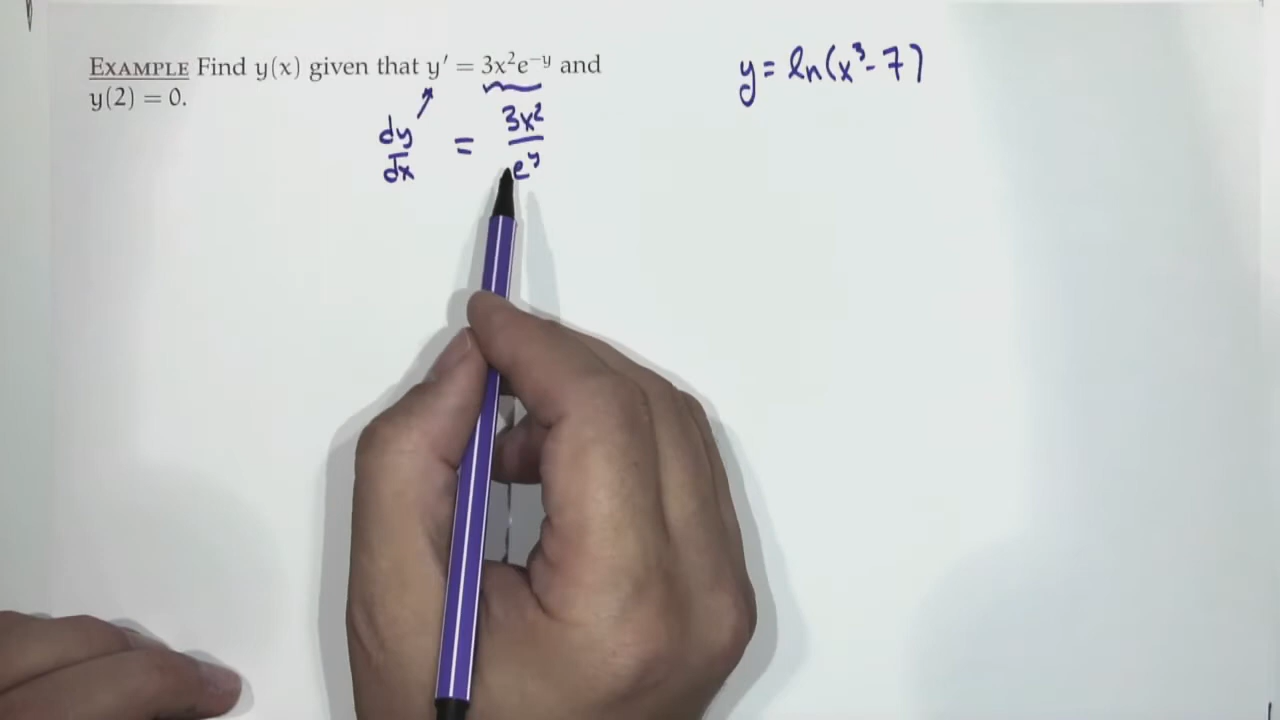 EXAMPLE Find y(x) given that y′ = 3x²e⁻ʸ and
y(2) = 0.
y = ln(x³-7)
dy/dx = 3x²/eʸ